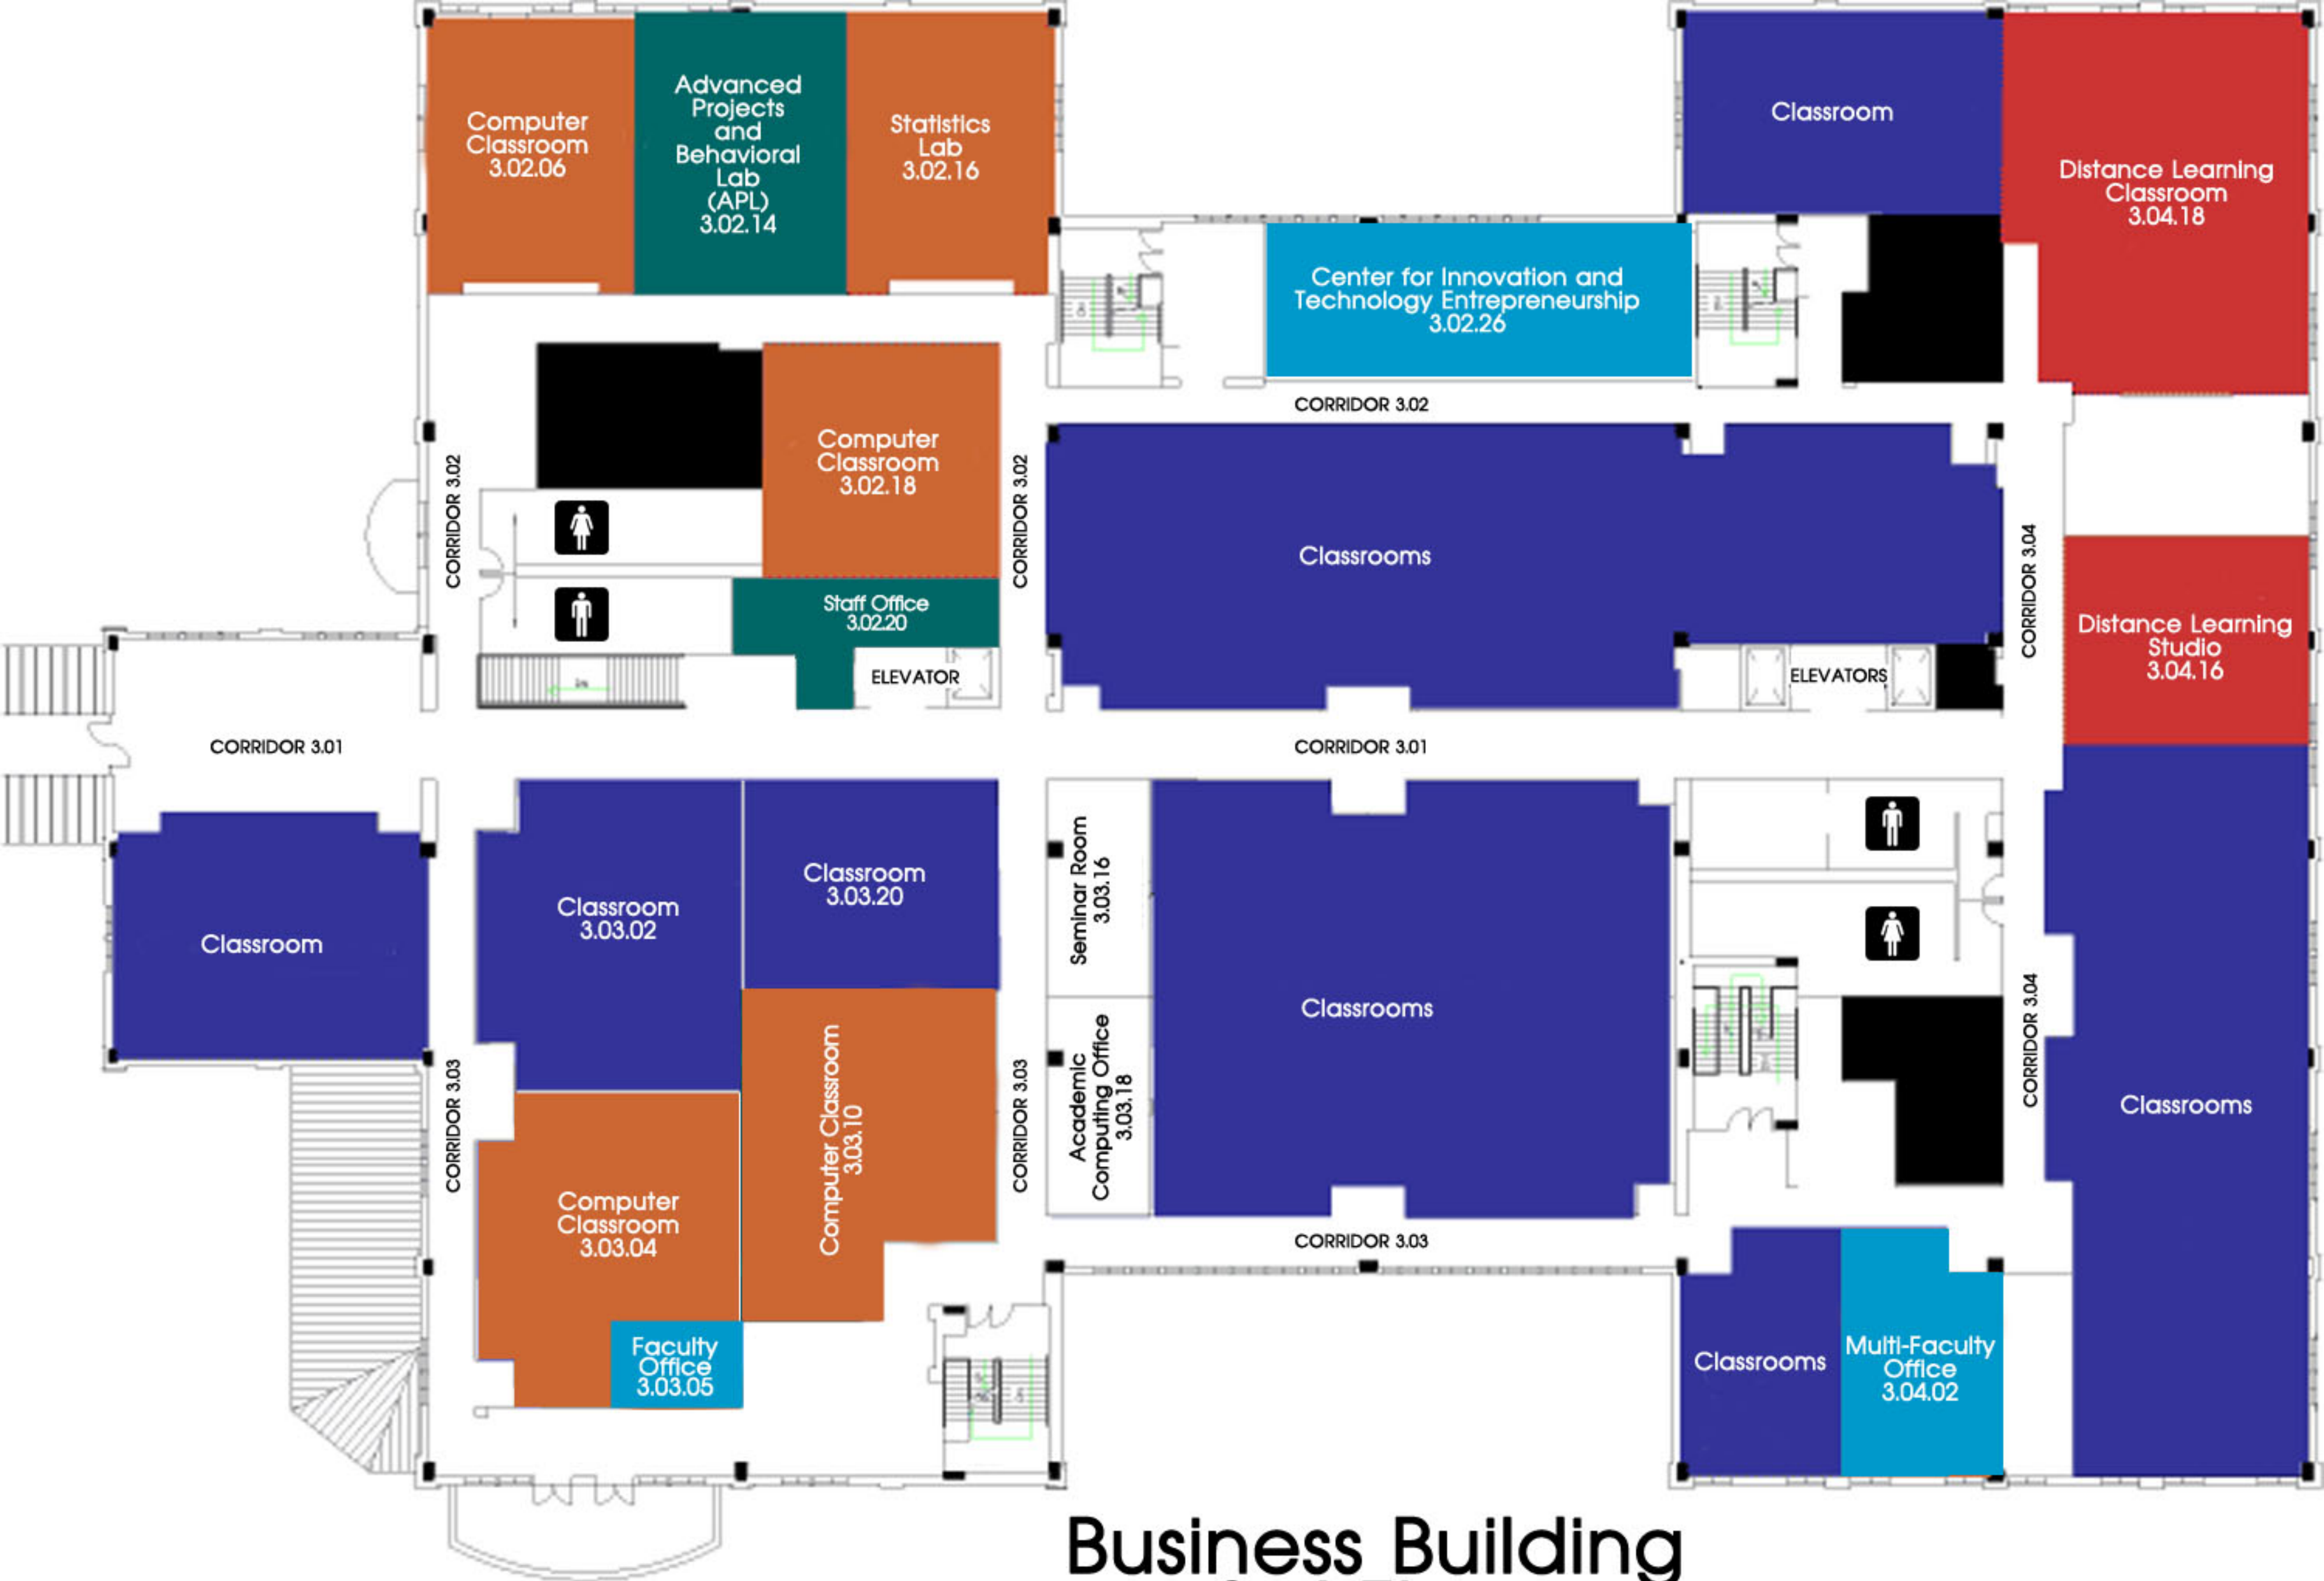 Computer
Classroom
3.02.06
Advanced
Projects
and
Behavioral
Lab
(APL)
3.02.14
Statistics
Lab
3.02.16
Classroom
Distance Learning
Classroom
3.04.18
Center for Innovation and
Technology Entrepreneurship
3.02.26
CORRIDOR 3.02
Computer
Classroom
3.02.18
CORRIDOR 3.02
CORRIDOR 3.02
Classrooms
CORRIDOR 3.04
Staff Office
3.02.20
Distance Learning
Studio
3.04.16
ELEVATOR
ELEVATORS
CORRIDOR 3.01
CORRIDOR 3.01
Classroom
Classroom
3.03.02
Classroom
3.03.20
Seminar Room
3.03.16
Classrooms
CORRIDOR 3.04
Classrooms
CORRIDOR 3.03
Computer Classroom
3.03.10
CORRIDOR 3.03
Academic
Computing Office
3.03.18
Computer
Classroom
3.03.04
CORRIDOR 3.03
Faculty
Office
3.03.05
Classrooms
Multi-Faculty
Office
3.04.02
Business Building